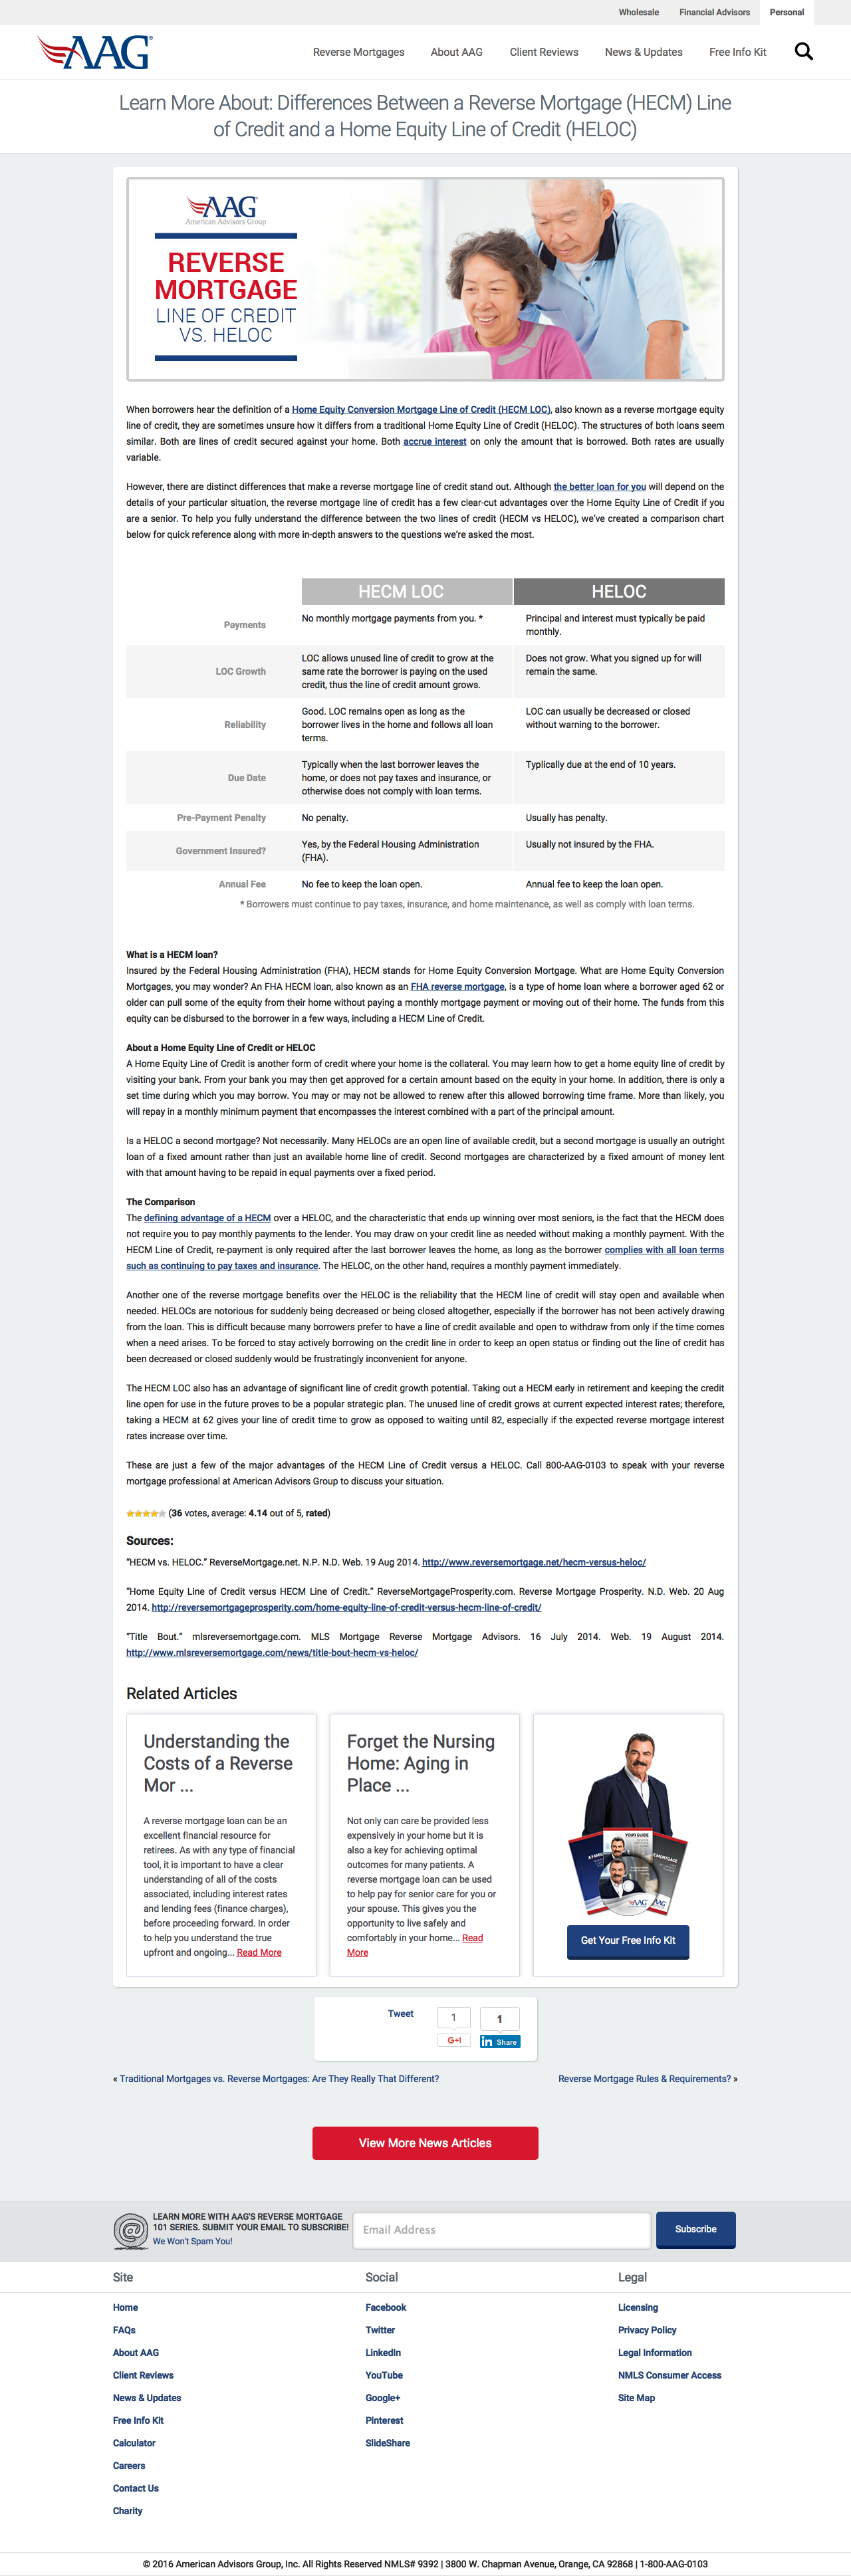 Wholesale Financial Advisors Personal
AAG®
Reverse Mortgages About AAG Client Reviews News & Updates Free Info Kit
Learn More About: Differences Between a Reverse Mortgage (HECM) Line
of Credit and a Home Equity Line of Credit (HELOC)
AAG
American Advisors Group
REVERSE
MORTGAGE
LINE OF CREDIT
VS. HELOC
When borrowers hear the definition of a Home Equity Conversion Mortgage Line of Credit (HECM LOC), also known as a reverse mortgage equity
line of credit, they are sometimes unsure how it differs from a traditional Home Equity Line of Credit (HELOC). The structures of both loans seem
similar. Both are lines of credit secured against your home. Both accrue interest on only the amount that is borrowed. Both rates are usually
variable.
However, there are distinct differences that make a reverse mortgage line of credit stand out. Although the better loan for you will depend on the
details of your particular situation, the reverse mortgage line of credit has a few clear-cut advantages over the Home Equity Line of Credit if you
are a senior. To help you fully understand the difference between the two lines of credit (HECM vs HELOC), we've created a comparison chart
below for quick reference along with more in-depth answers to the questions we're asked the most.
HECM LOC HELOC
Payments
No monthly mortgage payments from you. *
Principal and interest must typically be paid
monthly.
LOC Growth
LOC allows unused line of credit to grow at the
same rate the borrower is paying on the used
credit, thus the line of credit amount grows.
Does not grow. What you signed up for will
remain the same.
Reliability
Good. LOC remains open as long as the
borrower lives in the home and follows all loan
terms.
LOC can usually be decreased or closed
without warning to the borrower.
Due Date
Typically when the last borrower leaves the
home, or does not pay taxes and insurance, or
otherwise does not comply with loan terms.
Typlically due at the end of 10 years.
Pre-Payment Penalty
No penalty.
Usually has penalty.
Government Insured?
Yes, by the Federal Housing Administration
(FHA).
Usually not insured by the FHA.
Annual Fee
No fee to keep the loan open.
Annual fee to keep the loan open.
* Borrowers must continue to pay taxes, insurance, and home maintenance, as well as comply with loan terms.
What is a HECM loan?
Insured by the Federal Housing Administration (FHA), HECM stands for Home Equity Conversion Mortgage. What are Home Equity Conversion
Mortgages, you may wonder? An FHA HECM loan, also known as an FHA reverse mortgage, is a type of home loan where a borrower aged 62 or
older can pull some of the equity from their home without paying a monthly mortgage payment or moving out of their home. The funds from this
equity can be disbursed to the borrower in a few ways, including a HECM Line of Credit.
About a Home Equity Line of Credit or HELOC
A Home Equity Line of Credit is another form of credit where your home is the collateral. You may learn how to get a home equity line of credit by
visiting your bank. From your bank you may then get approved for a certain amount based on the equity in your home. In addition, there is only a
set time during which you may borrow. You may or may not be allowed to renew after this allowed borrowing time frame. More than likely, you
will repay in a monthly minimum payment that encompasses the interest combined with a part of the principal amount.
Is a HELOC a second mortgage? Not necessarily. Many HELOCs are an open line of available credit, but a second mortgage is usually an outright
loan of a fixed amount rather than just an available home line of credit. Second mortgages are characterized by a fixed amount of money lent
with that amount having to be repaid in equal payments over a fixed period.
The Comparison
The defining advantage of a HECM over a HELOC, and the characteristic that ends up winning over most seniors, is the fact that the HECM does
not require you to pay monthly payments to the lender. You may draw on your credit line as needed without making a monthly payment. With the
HECM Line of Credit, re-payment is only required after the last borrower leaves the home, as long as the borrower complies with all loan terms
such as continuing to pay taxes and insurance. The HELOC, on the other hand, requires a monthly payment immediately.
Another one of the reverse mortgage benefits over the HELOC is the reliability that the HECM line of credit will stay open and available when
needed. HELOCs are notorious for suddenly being decreased or being closed altogether, especially if the borrower has not been actively drawing
from the loan. This is difficult because many borrowers prefer to have a line of credit available and open to withdraw from only if the time comes
when a need arises. To be forced to stay actively borrowing on the credit line in order to keep an open status or finding out the line of credit has
been decreased or closed suddenly would be frustratingly inconvenient for anyone.
The HECM LOC also has an advantage of significant line of credit growth potential. Taking out a HECM early in retirement and keeping the credit
line open for use in the future proves to be a popular strategic plan. The unused line of credit grows at current expected interest rates; therefore,
taking a HECM at 62 gives your line of credit time to grow as opposed to waiting until 82, especially if the expected reverse mortgage interest
rates increase over time.
These are just a few of the major advantages of the HECM Line of Credit versus a HELOC. Call 800-AAG-0103 to speak with your reverse
mortgage professional at American Advisors Group to discuss your situation.
(36 votes, average: 4.14 out of 5, rated)
Sources:
"HECM vs. HELOC." ReverseMortgage.net. N.P. N.D. Web. 19 Aug 2014. http://www.reversemortgage.net/hecm-versus-heloc/
"Home Equity Line of Credit versus HECM Line of Credit." ReverseMortgageProsperity.com. Reverse Mortgage Prosperity. N.D. Web. 20 Aug
2014. http://reversemortgageprosperity.com/home-equity-line-of-credit-versus-hecm-line-of-credit/
"Title Bout." mlsreversemortgage.com. MLS Mortgage Reverse Mortgage Advisors. 16 July 2014. Web. 19 August 2014.
http://www.mlsreversemortgage.com/news/title-bout-hecm-vs-heloc/
Related Articles
Understanding the
Costs of a Reverse
Mor ...
A reverse mortgage loan can be an
excellent financial resource for
retirees. As with any type of financial
tool, it is important to have a clear
understanding of all of the costs
associated, including interest rates
and lending fees (finance charges),
before proceeding forward. In order
to help you understand the true
upfront and ongoing... Read More
Forget the Nursing
Home: Aging in
Place ...
Not only can care be provided less
expensively in your home but it is
also a key for achieving optimal
outcomes for many patients. A
reverse mortgage loan can be used
to help pay for senior care for you or
your spouse. This gives you the
opportunity to live safely and
comfortably in your home... Read
More
YOUR GUIDE
AAG
Get Your Free Info Kit
Tweet
1
G+1
1
in Share
« Traditional Mortgages vs. Reverse Mortgages: Are They Really That Different?
Reverse Mortgage Rules & Requirements? »
View More News Articles
LEARN MORE WITH AAG'S REVERSE MORTGAGE
101 SERIES. SUBMIT YOUR EMAIL TO SUBSCRIBE!
We Won't Spam You!
Email Address
Subscribe
Site
Home
FAQs
About AAG
Client Reviews
News & Updates
Free Info Kit
Calculator
Careers
Contact Us
Charity
Social
Facebook
Twitter
LinkedIn
YouTube
Google+
Pinterest
SlideShare
Legal
Licensing
Privacy Policy
Legal Information
NMLS Consumer Access
Site Map
© 2016 American Advisors Group, Inc. All Rights Reserved NMLS# 9392 | 3800 W. Chapman Avenue, Orange, CA 92868 | 1-800-AAG-0103